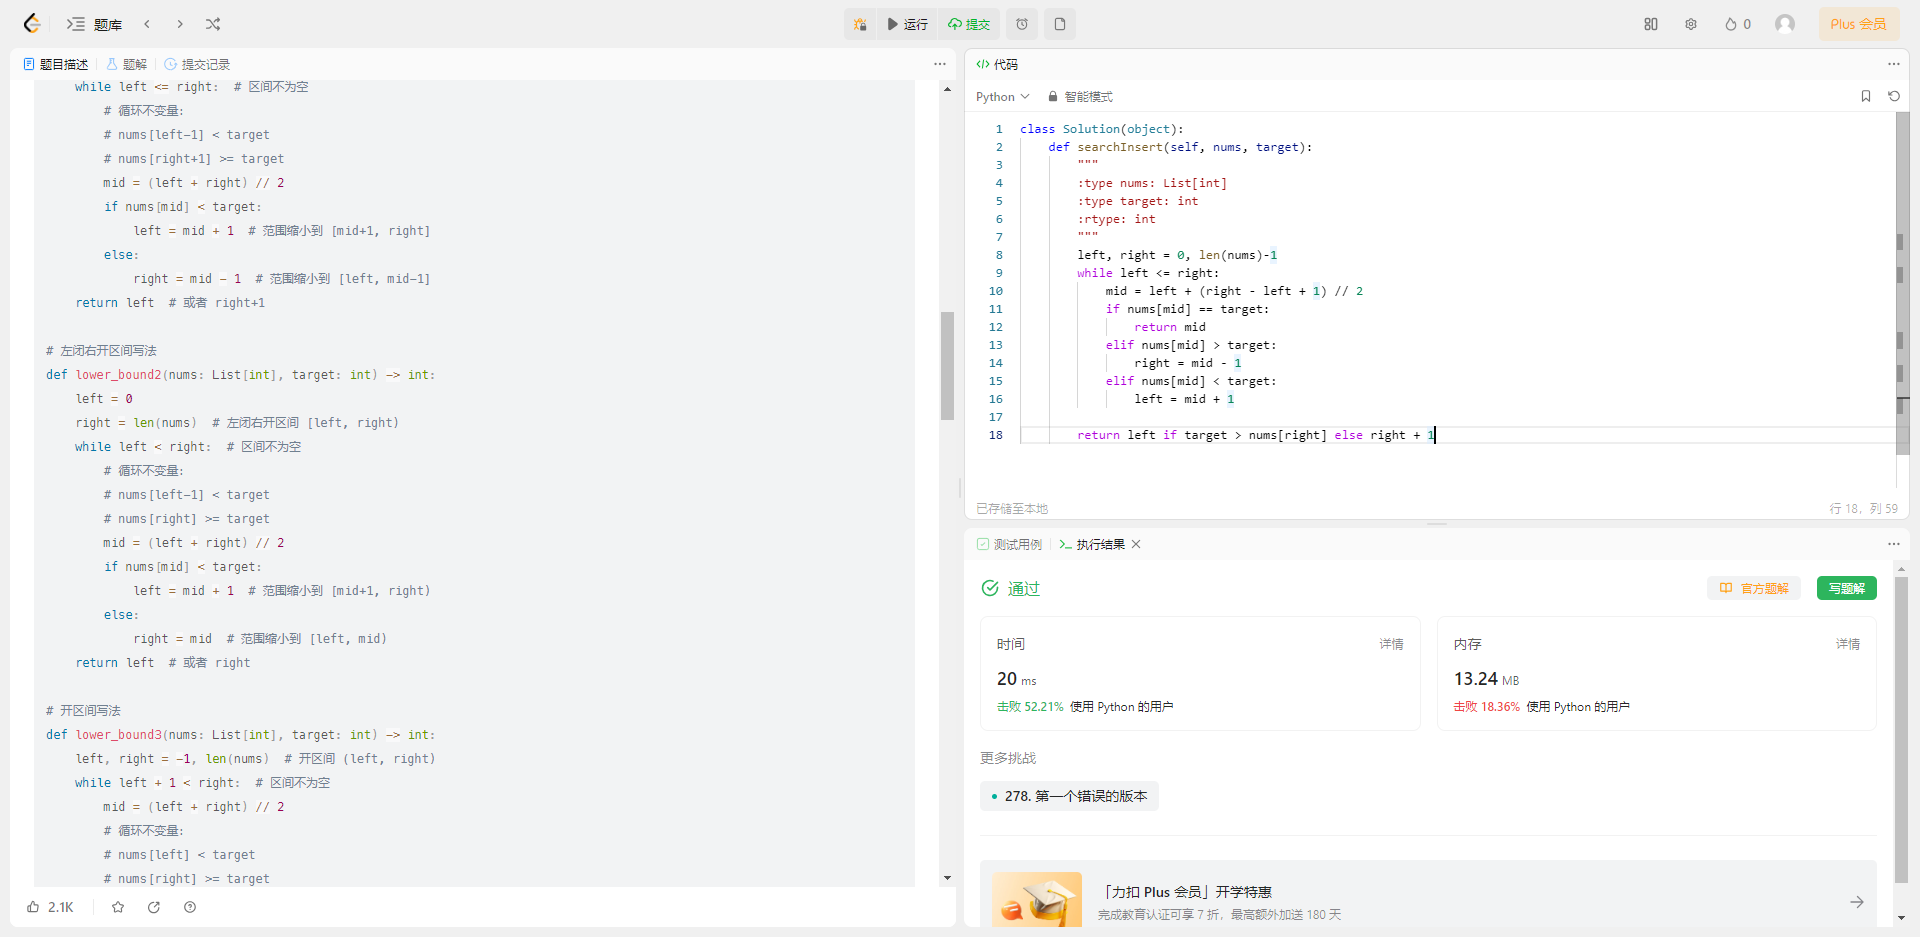 题库
运行
提交
0
Plus 会员
题目描述
题解
提交记录
while left <= right:  # 区间不为空
# 循环不变量:
# nums[left-1] < target
# nums[right+1] >= target
mid = (left + right) // 2
if nums[mid] < target:
left = mid + 1  # 范围缩小到 [mid+1, right]
else:
right = mid - 1  # 范围缩小到 [left, mid-1]
return left  # 或者 right+1
# 左闭右开区间写法
def lower_bound2(nums: List[int], target: int) -> int:
left = 0
right = len(nums)  # 左闭右开区间 [left, right)
while left < right:  # 区间不为空
# 循环不变量:
# nums[left-1] < target
# nums[right] >= target
mid = (left + right) // 2
if nums[mid] < target:
left = mid + 1  # 范围缩小到 [mid+1, right)
else:
right = mid  # 范围缩小到 [left, mid)
return left  # 或者 right
# 开区间写法
def lower_bound3(nums: List[int], target: int) -> int:
left, right = -1, len(nums)  # 开区间 (left, right)
while left + 1 < right:  # 区间不为空
mid = (left + right) // 2
# 循环不变量:
# nums[left] < target
# nums[right] >= target
2.1K
代码
Python
智能模式
1 class Solution(object):
2 def searchInsert(self, nums, target):
3 """
4 :type nums: List[int]
5 :type target: int
6 :rtype: int
7 """
8 left, right = 0, len(nums)-1
9 while left <= right:
10 mid = left + (right - left + 1) // 2
11 if nums[mid] == target:
12 return mid
13 elif nums[mid] > target:
14 right = mid - 1
15 elif nums[mid] < target:
16 left = mid + 1
17
18 return left if target > nums[right] else right + 1
已存储至本地
行 18, 列 59
测试用例
执行结果
通过
官方题解
写题解
时间
详情
20 ms
击败 52.21% 使用 Python 的用户
内存
详情
13.24 MB
击败 18.36% 使用 Python 的用户
更多挑战
278. 第一个错误的版本
「力扣 Plus 会员」开学特惠
完成教育认证可享 7 折，最高额外加送 180 天